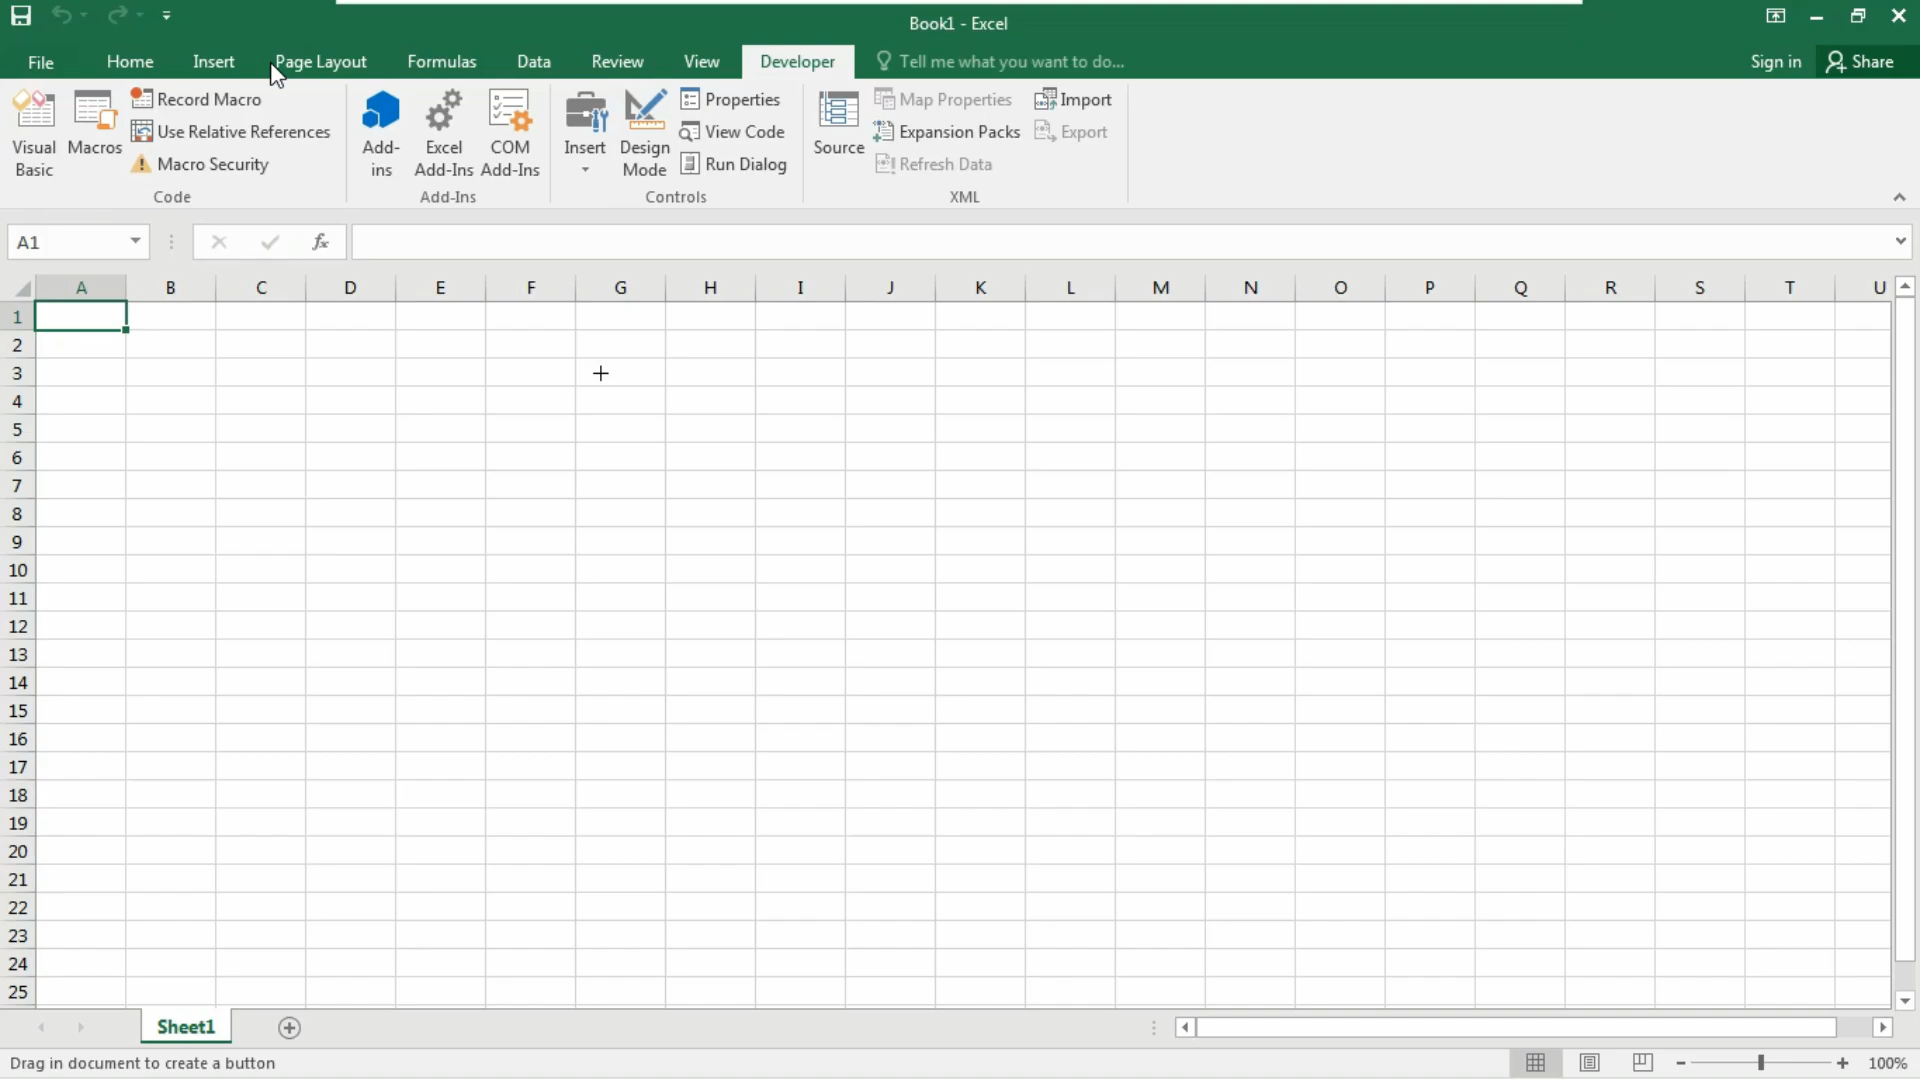 Book1 - Excel
File Home Insert Page Layout Formulas Data Review View Developer Tell me what you want to do... Sign in Share
Visual Basic
Macros
Record Macro
Use Relative References
Macro Security
Code
Add-ins
Excel Add-Ins
COM Add-Ins
Add-Ins
Insert
Design Mode
Properties
View Code
Run Dialog
Controls
Source
Map Properties
Expansion Packs
Refresh Data
Import
Export
XML
A1 fx
A B C D E F G H I J K L M N O P Q R S T U
1
2
3
4
5
6
7
8
9
10
11
12
13
14
15
16
17
18
19
20
21
22
23
24
25
Sheet1
Drag in document to create a button 100%